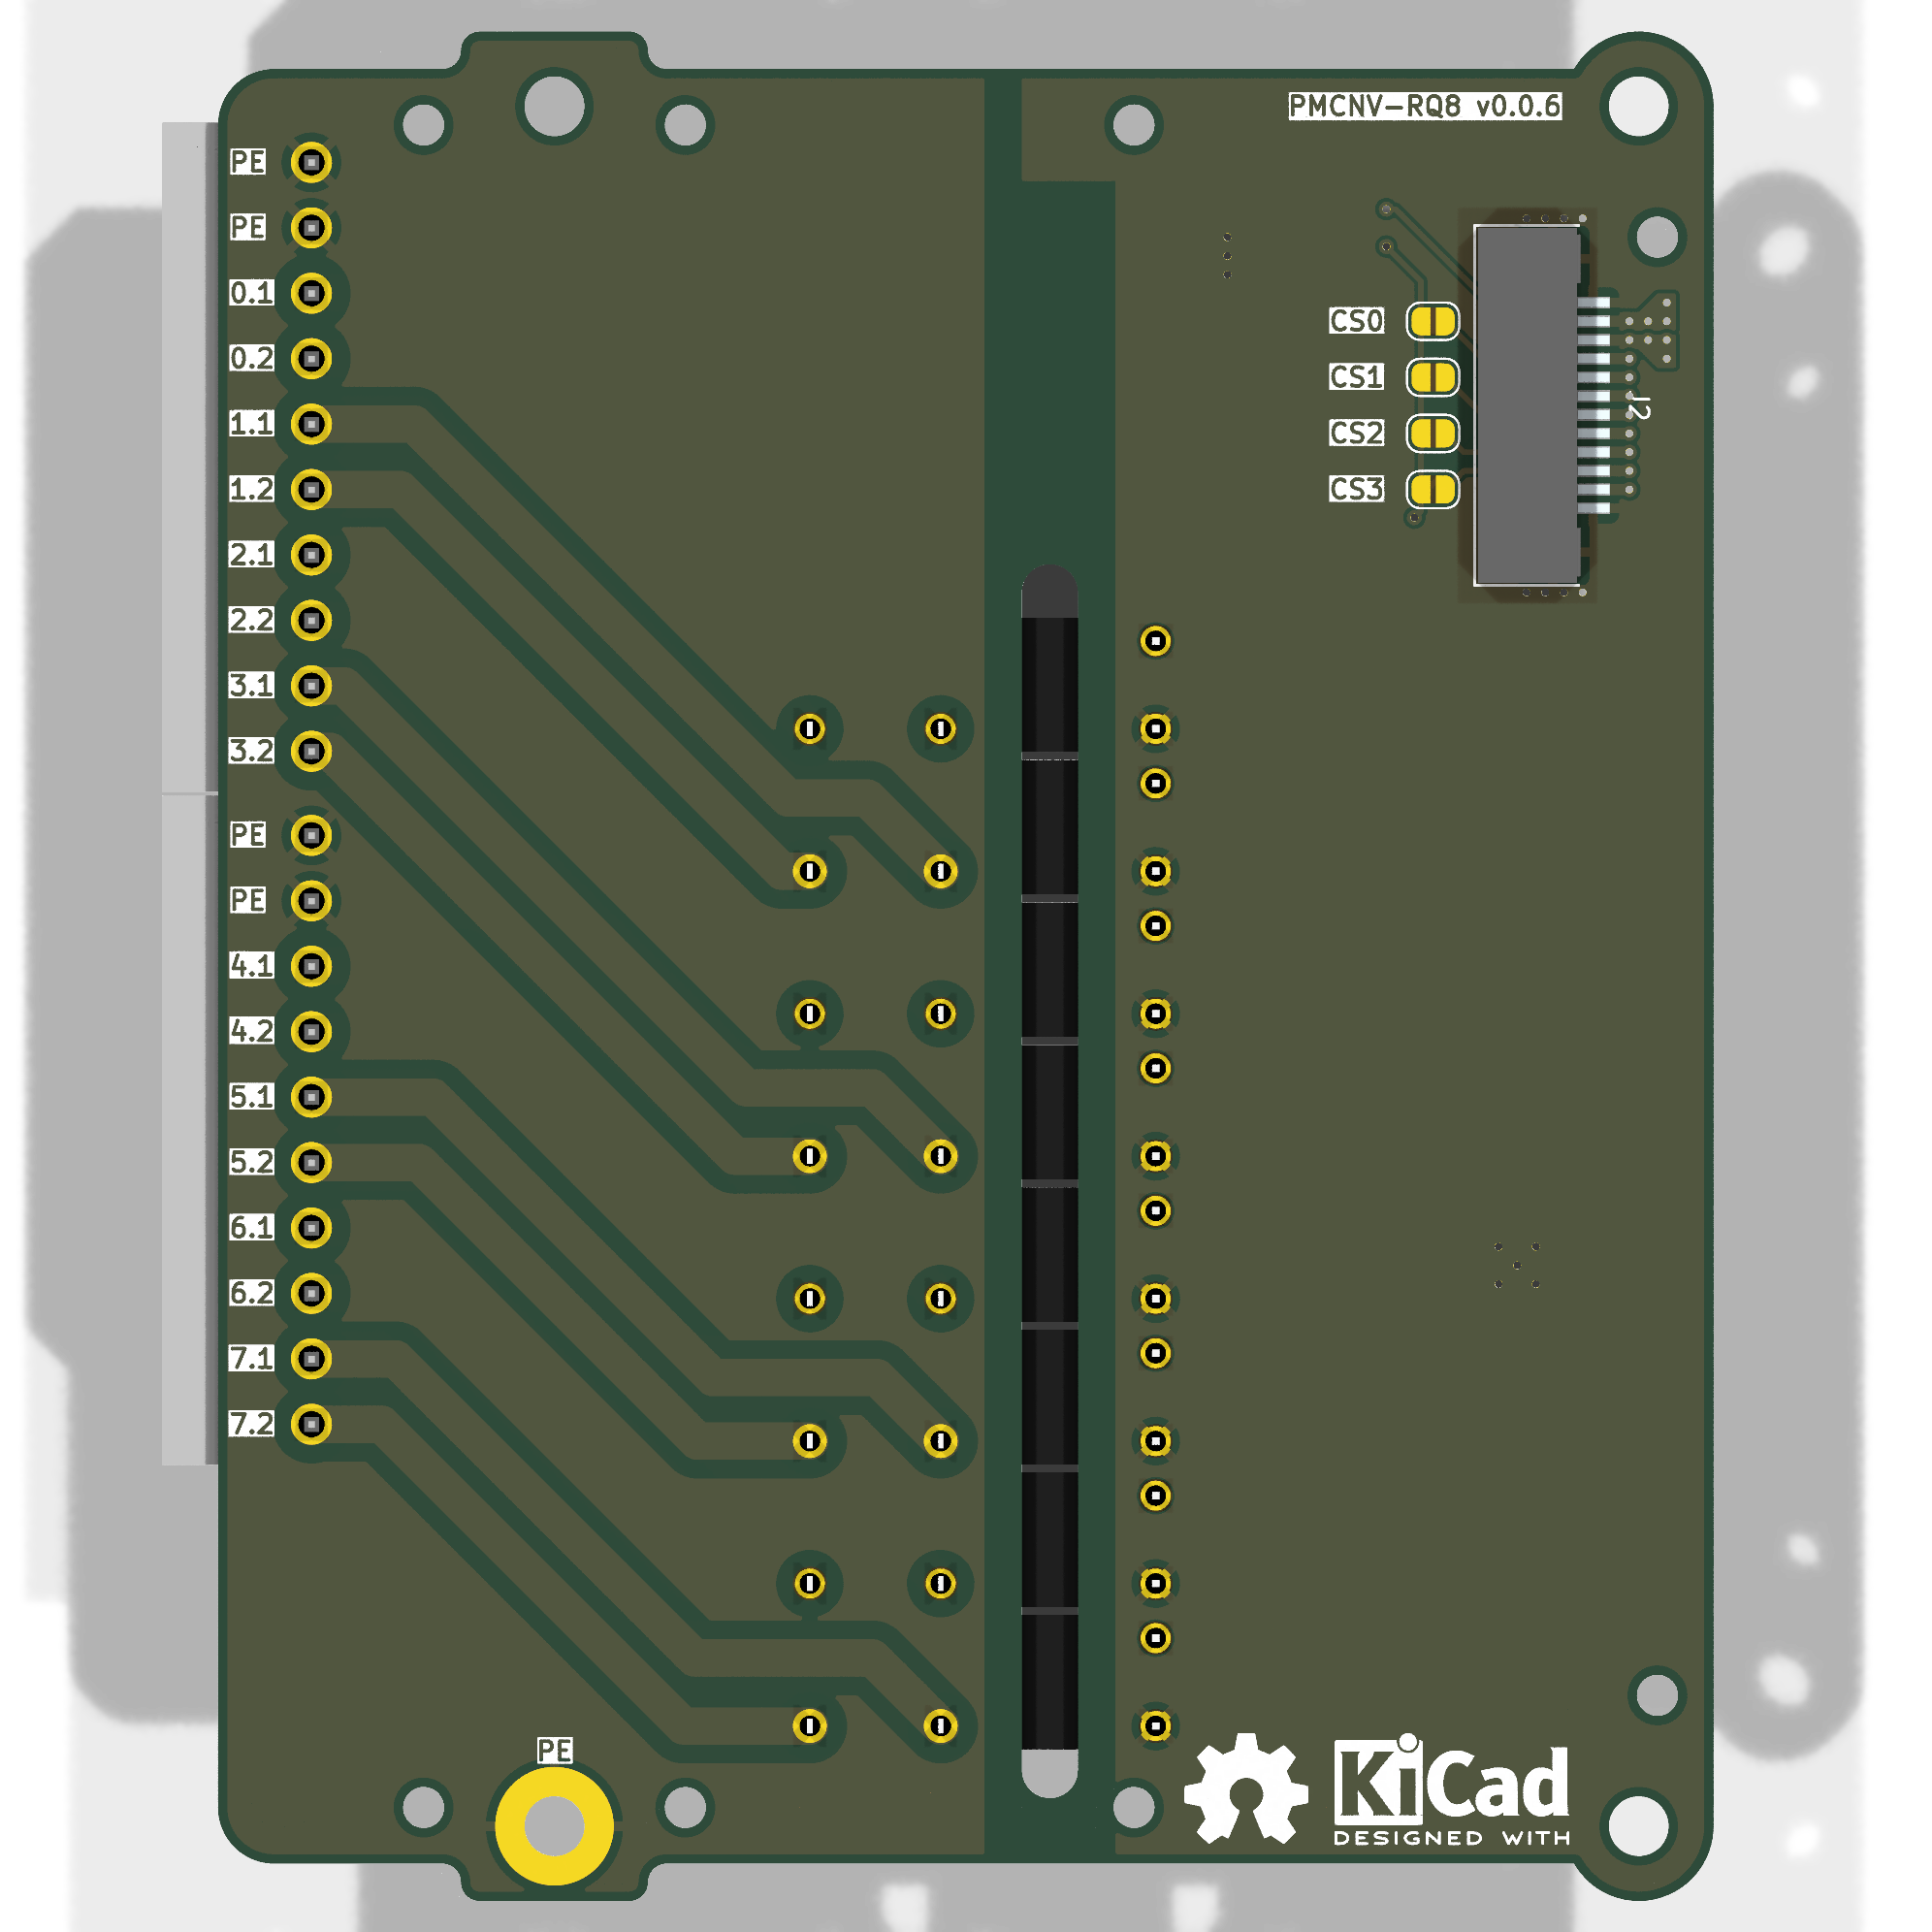 PMCNV-RQ8 v0.0.6
PE
PE
0.1
0.2
1.1
1.2
2.1
2.2
3.1
3.2
PE
PE
4.1
4.2
5.1
5.2
6.1
6.2
7.1
7.2
CS0
CS1
CS2
CS3
J2
PE
KiCad
DESIGNED WITH